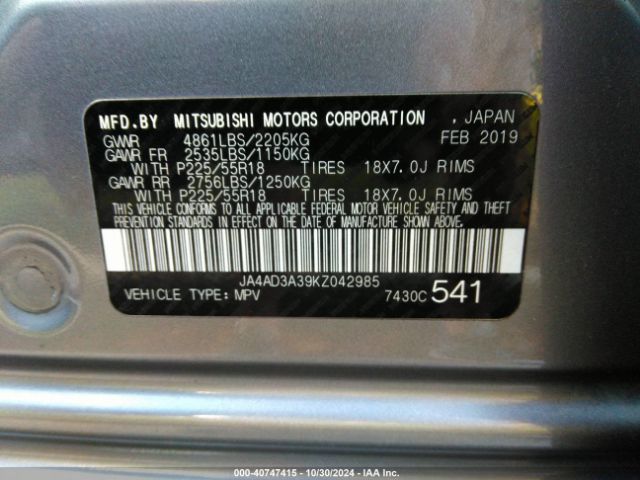 MFD.BY MITSUBISHI MOTORS CORPORATION . JAPAN
GVWR 4861LBS/2205KG FEB 2019
GAWR FR 2535LBS/1150KG
WITH P225/55R18 TIRES 18X7.0J RIMS
GAWR RR 2756LBS/1250KG
WITH P225/55R18 TIRES 18X7.0J RIMS
THIS VEHICLE CONFORMS TO ALL APPLICABLE FEDERAL MOTOR VEHICLE SAFETY AND THEFT
PREVENTION STANDARDS IN EFFECT ON THE DATE OF MANUFACTURE SHOWN ABOVE.
JA4AD3A39KZ042985
VEHICLE TYPE: MPV 7430C 541
000-40747415 - 10/30/2024 - IAA Inc.